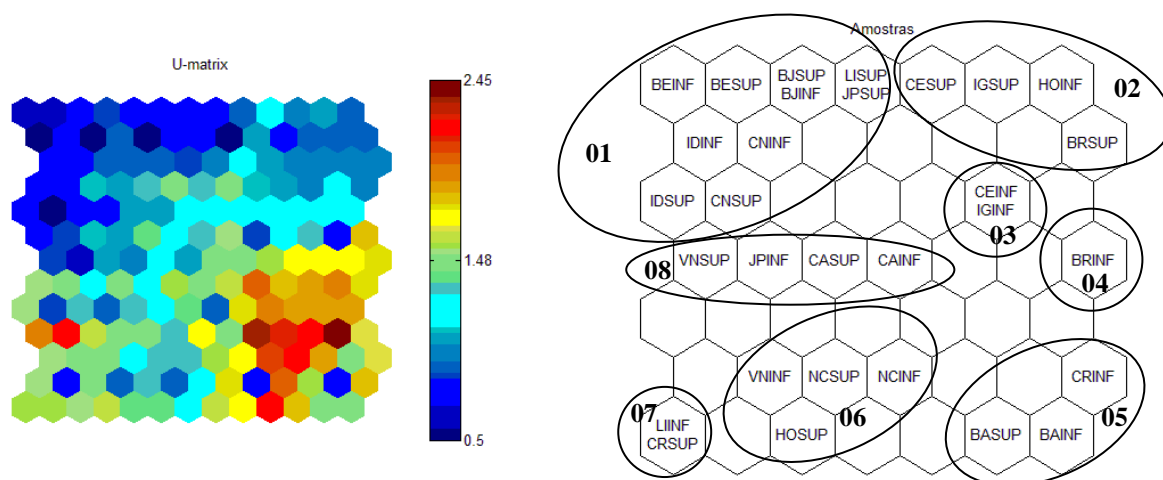 U-matrix
2.45
1.48
0.5
Amostras
BEINF
BESUP
BJSUP
BJINF
LISUP
JPSUP
CESUP
IGSUP
HOINF
02
01
IDINF
CNINF
BRSUP
IDSUP
CNSUP
CEINF
IGINF
03
08
VNSUP
JPINF
CASUP
CAINF
BRINF
04
VNINF
NCSUP
NCINF
CRINF
07
LIINF
CRSUP
HOSUP
06
BASUP
BAINF
05